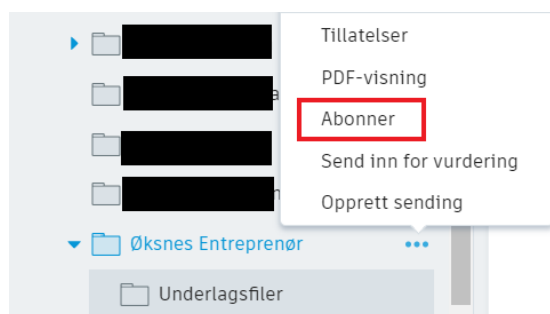 Tillatelser
PDF-visning
Abonner
Send inn for vurdering
Opprett sending
Øksnes Entreprenør
Underlagsfiler